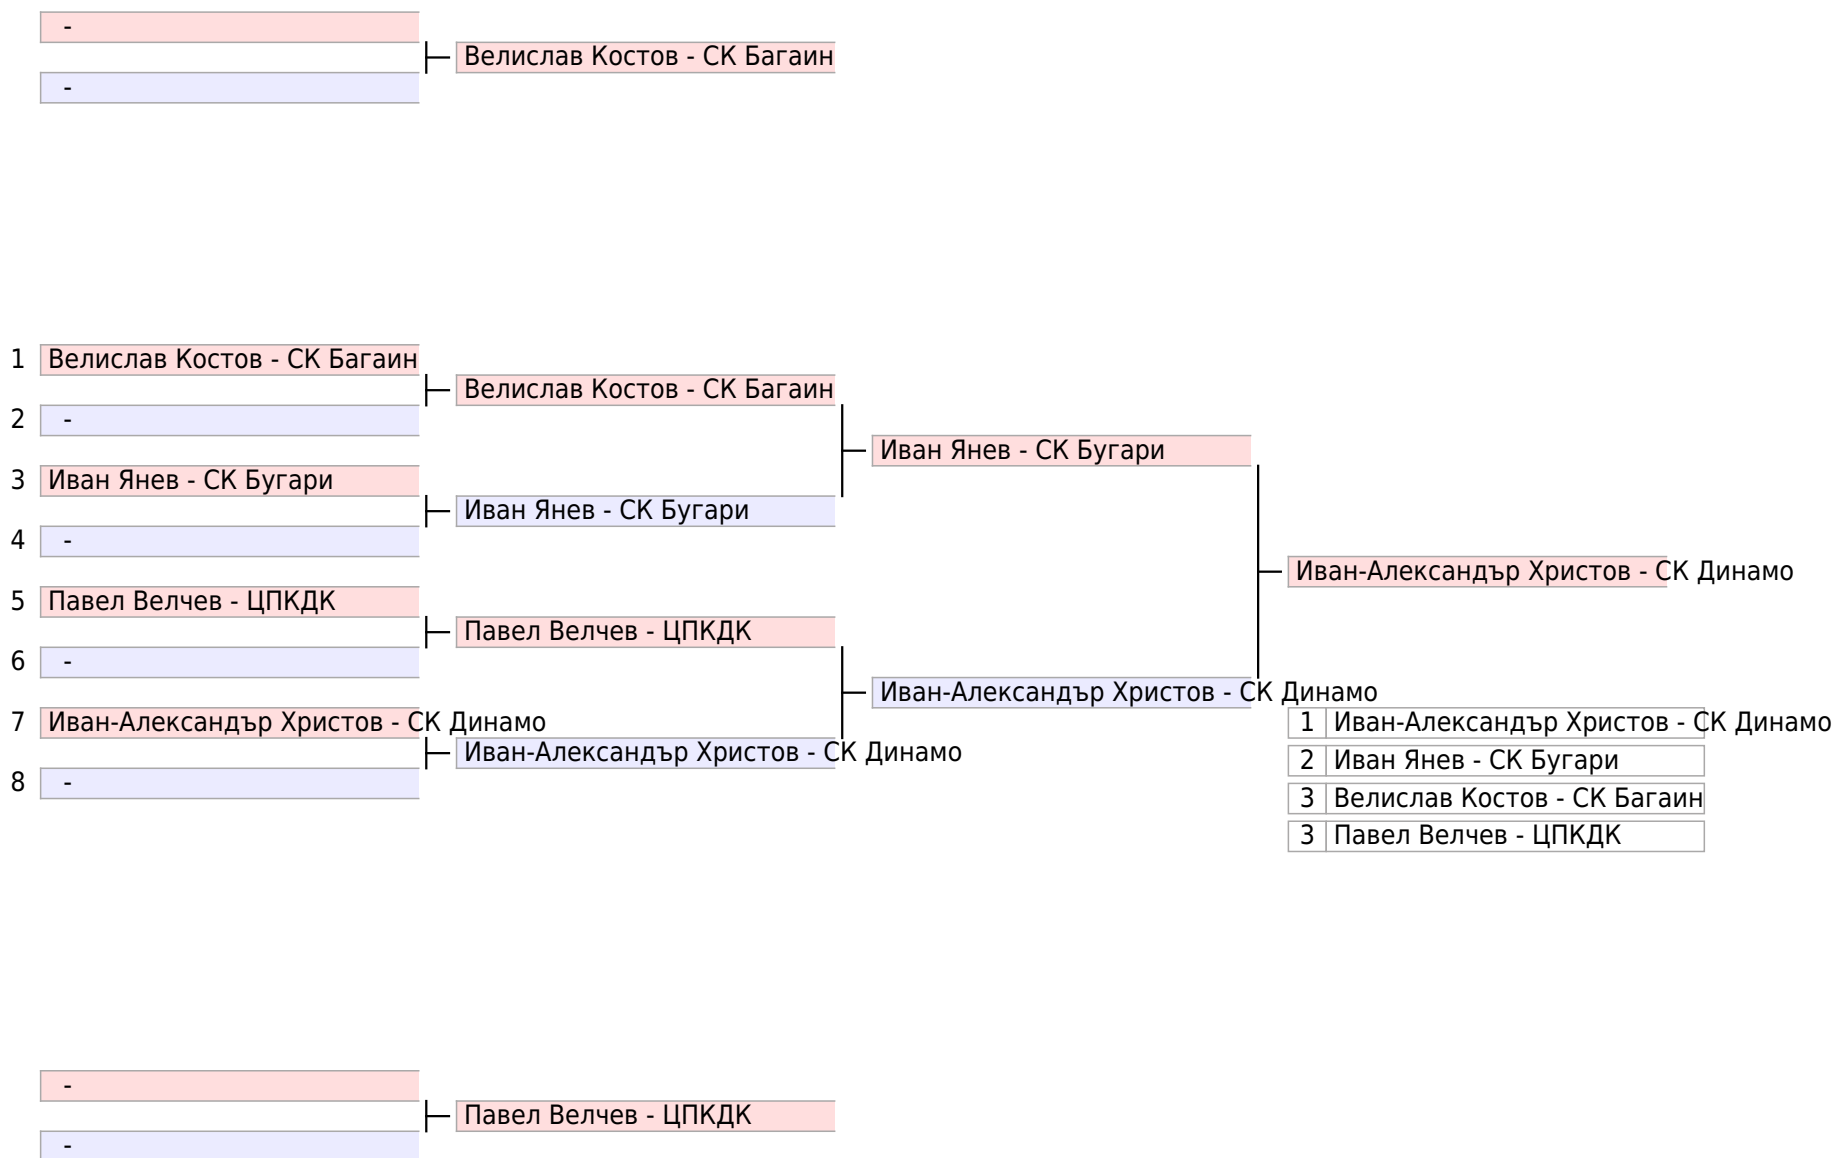 -
Велислав Костов - СК Багаин
-
1 Велислав Костов - СК Багаин
Велислав Костов - СК Багаин
2 -
Иван Янев - СК Бугари
3 Иван Янев - СК Бугари
Иван Янев - СК Бугари
4 -
Иван-Александър Христов - СК Динамо
5 Павел Велчев - ЦПКДК
Павел Велчев - ЦПКДК
6 -
Иван-Александър Христов - СК Динамо
7 Иван-Александър Христов - СК Динамо
Иван-Александър Христов - СК Динамо
8 -
1 Иван-Александър Христов - СК Динамо
2 Иван Янев - СК Бугари
3 Велислав Костов - СК Багаин
3 Павел Велчев - ЦПКДК
-
Павел Велчев - ЦПКДК
-